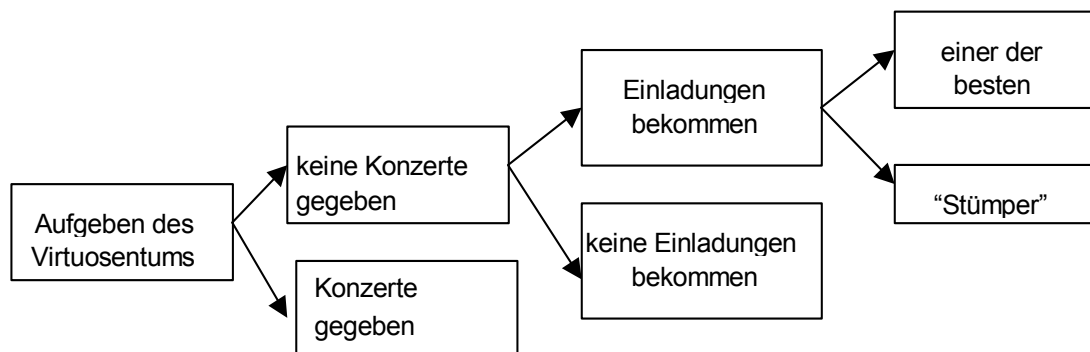 Aufgeben des
Virtuosentums
keine Konzerte
gegeben
Konzerte
gegeben
Einladungen
bekommen
keine Einladungen
bekommen
einer der
besten
“Stümper”